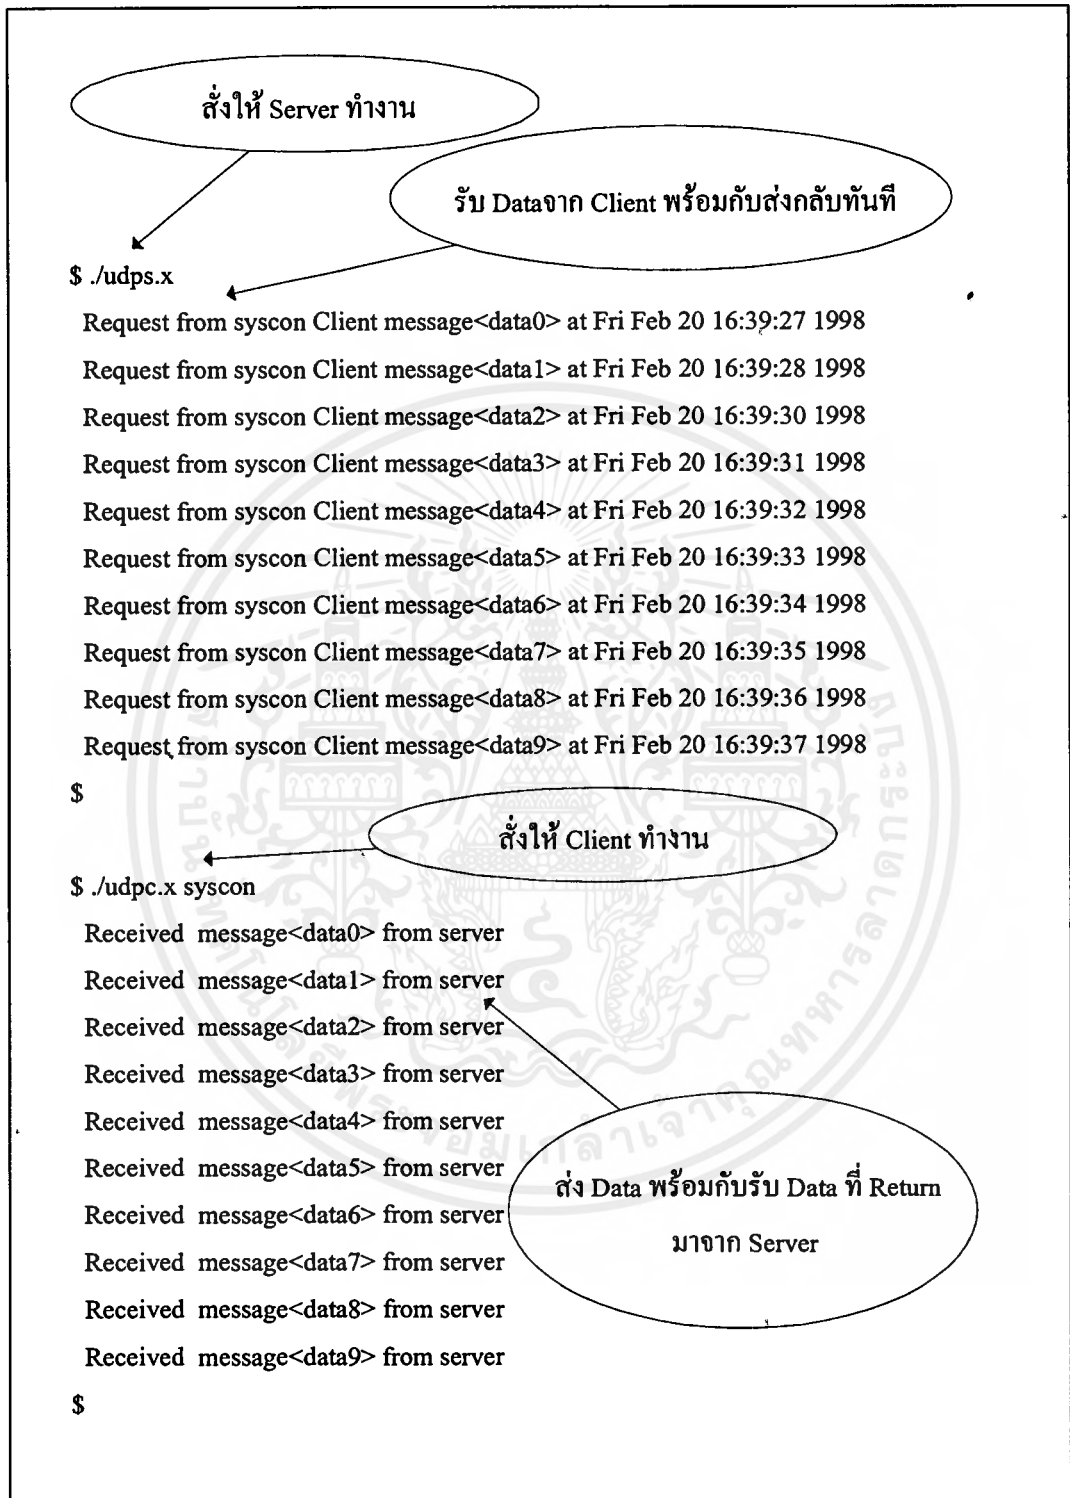 สั่งให้ Server ทำงาน
รับ Dataจาก Client พร้อมกับส่งกลับทันที
$ ./udps.x
Request from syscon Client message<data0> at Fri Feb 20 16:39:27 1998
Request from syscon Client message<data1> at Fri Feb 20 16:39:28 1998
Request from syscon Client message<data2> at Fri Feb 20 16:39:30 1998
Request from syscon Client message<data3> at Fri Feb 20 16:39:31 1998
Request from syscon Client message<data4> at Fri Feb 20 16:39:32 1998
Request from syscon Client message<data5> at Fri Feb 20 16:39:33 1998
Request from syscon Client message<data6> at Fri Feb 20 16:39:34 1998
Request from syscon Client message<data7> at Fri Feb 20 16:39:35 1998
Request from syscon Client message<data8> at Fri Feb 20 16:39:36 1998
Request from syscon Client message<data9> at Fri Feb 20 16:39:37 1998
$
สั่งให้ Client ทำงาน
$ ./udpc.x syscon
Received message<data0> from server
Received message<data1> from server
Received message<data2> from server
Received message<data3> from server
Received message<data4> from server
Received message<data5> from server
ส่ง Data พร้อมกับรับ Data ที่ Return
มาจาก Server
Received message<data6> from server
Received message<data7> from server
Received message<data8> from server
Received message<data9> from server
$